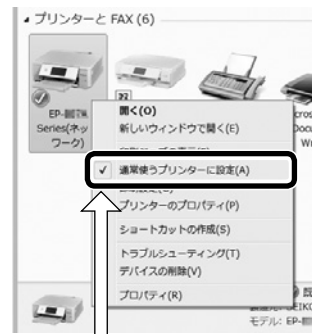 プリンターと FAX (6)
EP-
Series(ネッ
トワーク)
開く(O)
新しいウィンドウで開く(E)
通常使うプリンターに設定(A)
プリンターのプロパティ(P)
ショートカットの作成(S)
トラブルシューティング(T)
デバイスの削除(V)
プロパティ(R)
モデル: EP-